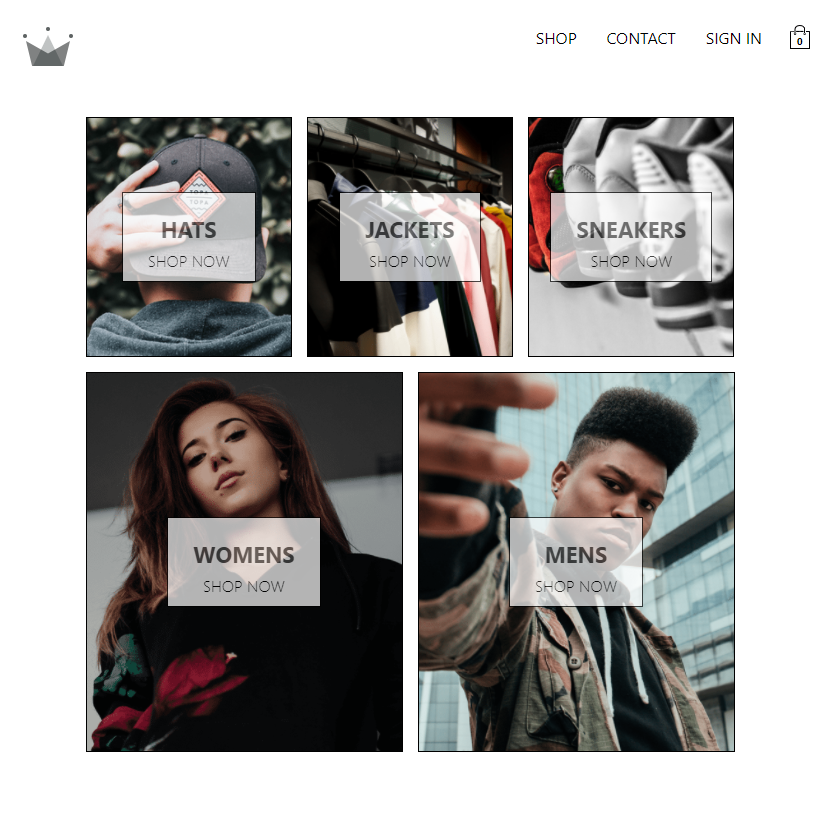 SHOP
CONTACT
SIGN IN
0
HATS
SHOP NOW
JACKETS
SHOP NOW
SNEAKERS
SHOP NOW
WOMENS
SHOP NOW
MENS
SHOP NOW